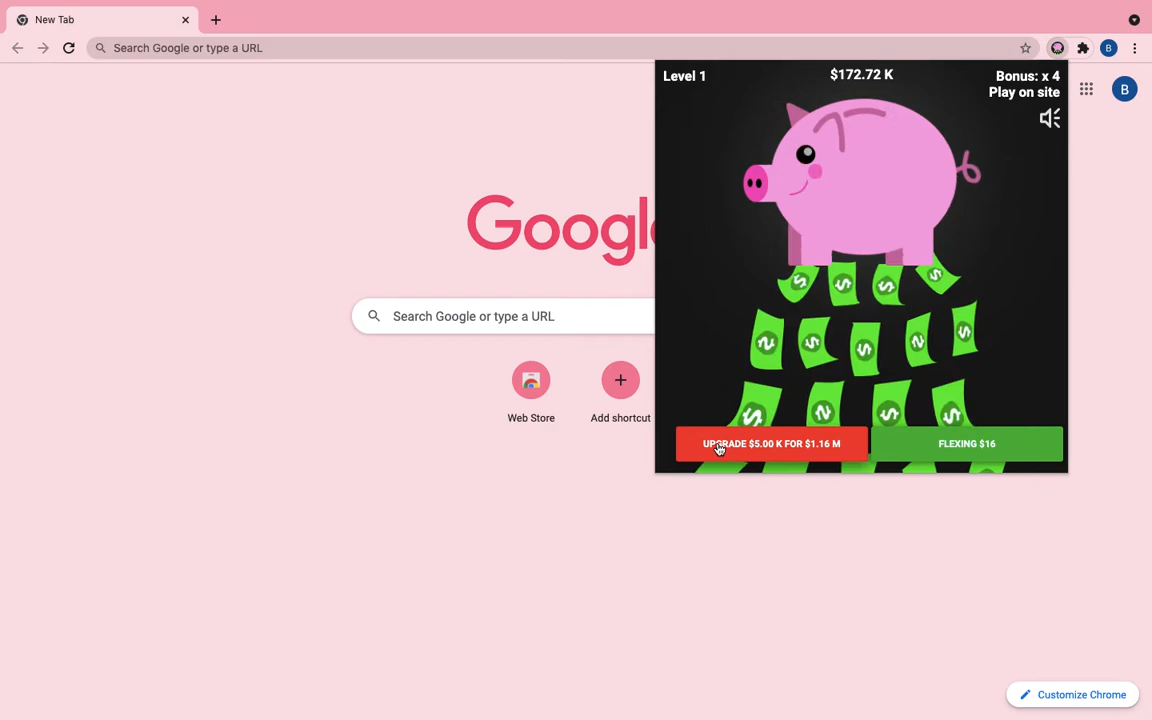 New Tab
Search Google or type a URL
B
Level 1
$172.72 K
Bonus: x 4
Play on site
B
Googl
Search Google or type a URL
Web Store
Add shortcut
UPGRADE $5.00 K FOR $1.16 M
FLEXING $16
Customize Chrome